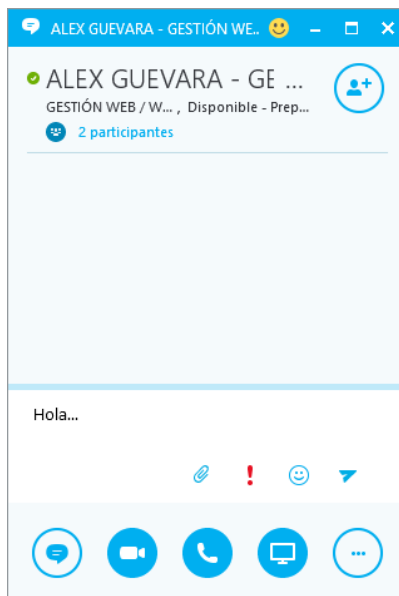 ALEX GUEVARA - GESTIÓN WE..
ALEX GUEVARA - GE ...
GESTIÓN WEB / W... , Disponible - Prep...
2 participantes
Hola...